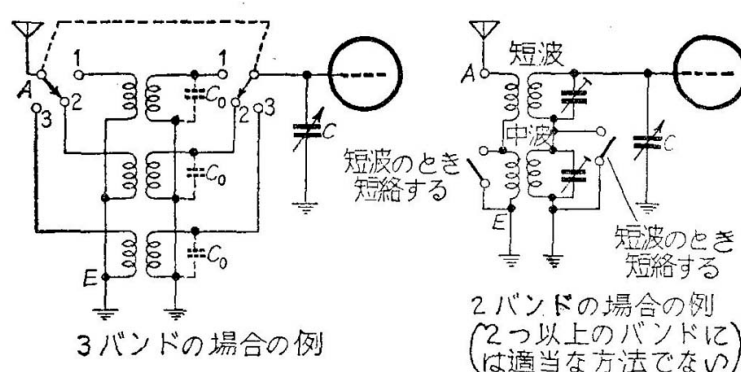 1
1
A
2
3
C₀
2
3
C
C₀
短波のとき
短絡する
E
C₀
3バンドの場合の例
短波
A
中波
C
E
短波のとき
短絡する
2バンドの場合の例
(2つ以上のバンドに
は適当な方法でない)